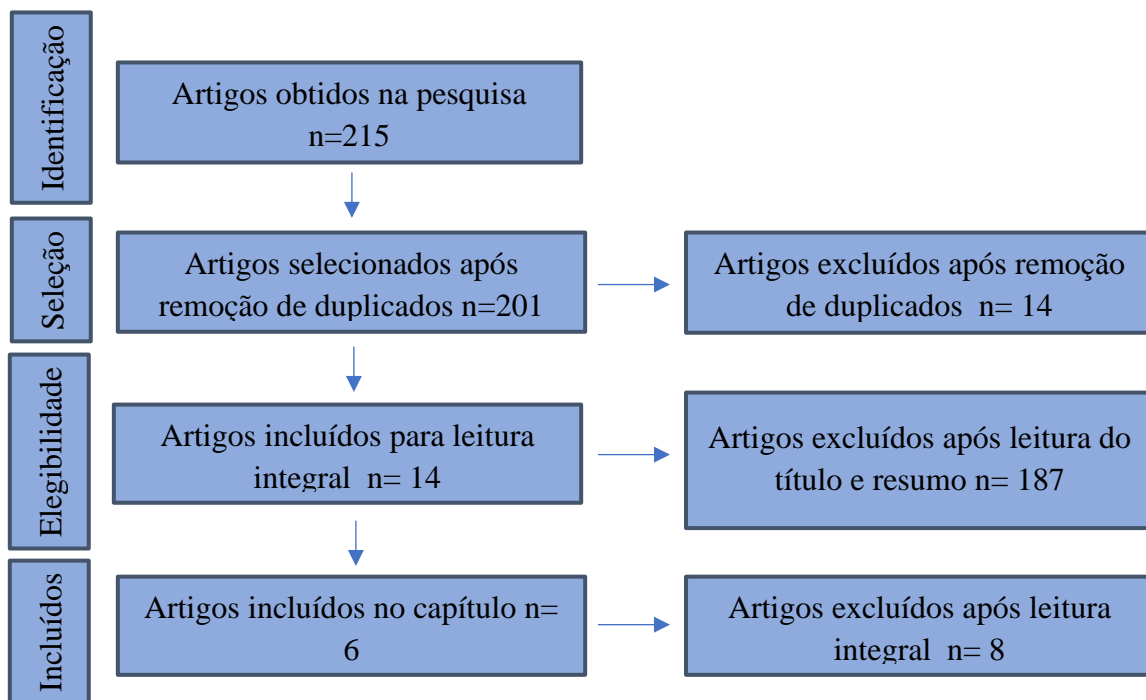 Identificação
Artigos obtidos na pesquisa
n=215
Seleção
Artigos selecionados após
remoção de duplicados n=201
Artigos excluídos após remoção
de duplicados n= 14
Elegibilidade
Artigos incluídos para leitura
integral n= 14
Artigos excluídos após leitura do
título e resumo n= 187
Incluídos
Artigos incluídos no capítulo n=
6
Artigos excluídos após leitura
integral n= 8